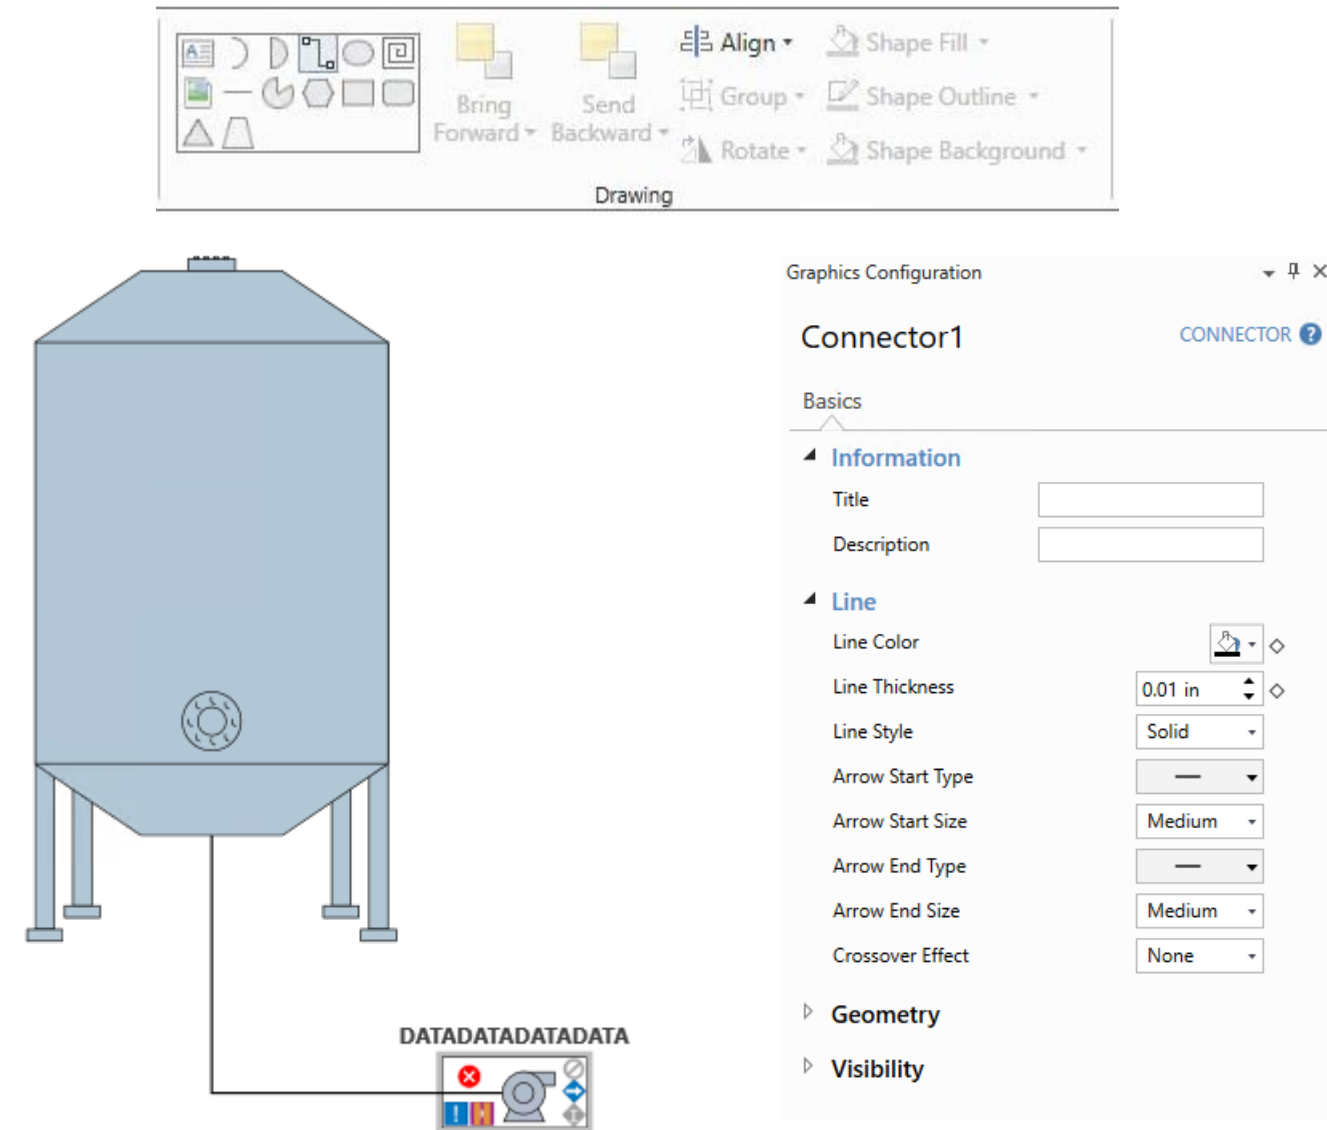 Align
Shape Fill
Bring Forward
Send Backward
Group
Shape Outline
Rotate
Shape Background
Drawing
Graphics Configuration
Connector1
CONNECTOR ?
Basics
Information
Title
Description
Line
Line Color
Line Thickness 0.01 in
Line Style Solid
Arrow Start Type
Arrow Start Size Medium
Arrow End Type
Arrow End Size Medium
Crossover Effect None
Geometry
Visibility
DATADATADATADATA
! H